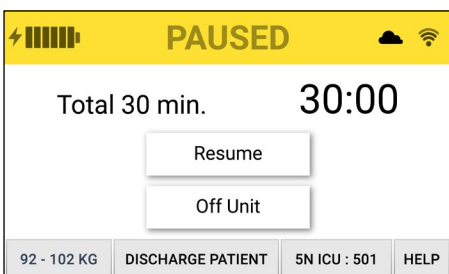 PAUSED
Total 30 min. 30:00
Resume
Off Unit
92 - 102 KG DISCHARGE PATIENT 5N ICU : 501 HELP